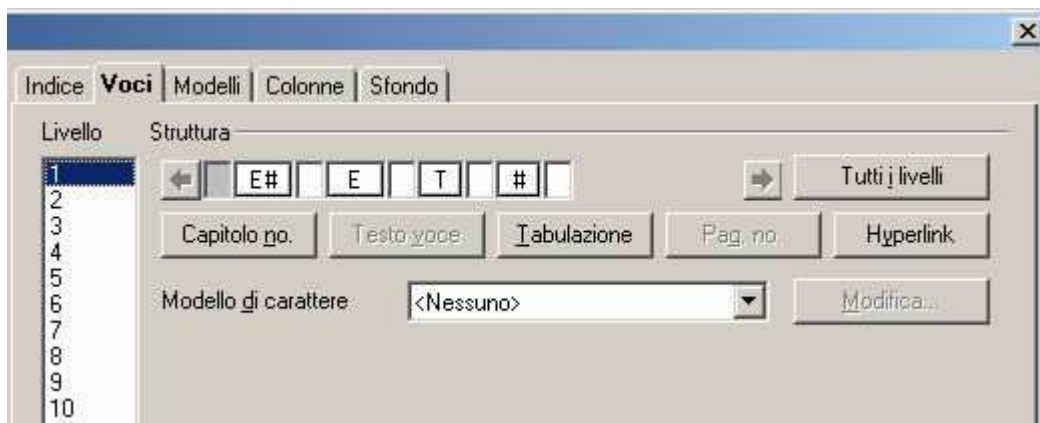 Indice Voci Modelli Colonne Sfondo
Livello Struttura
1 E# E T # Tutti i livelli
2
3 Capitolo no. Testo voce Tabulazione Pag. no. Hyperlink
4
5
6 Modello di carattere <Nessuno> Modifica...
7
8
9
10